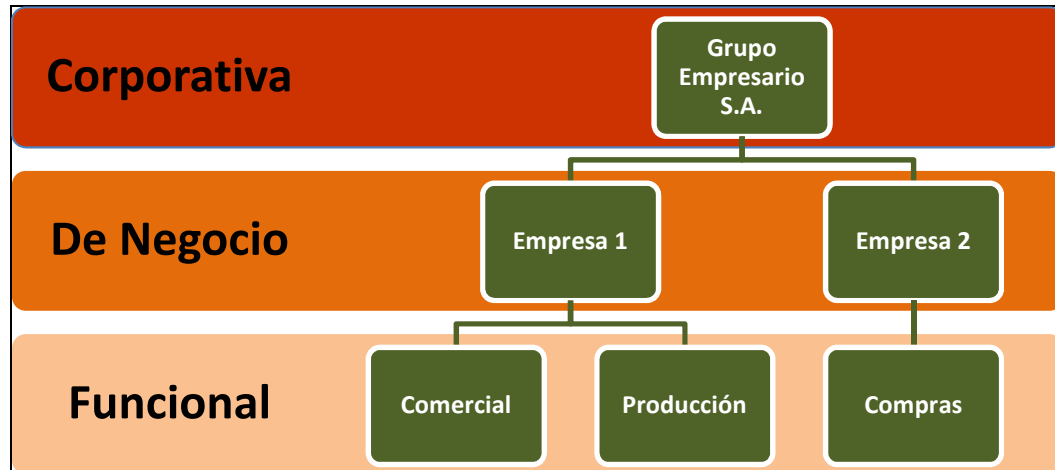 Corporativa
Grupo
Empresario
S.A.
De Negocio
Empresa 1
Empresa 2
Funcional
Comercial
Producción
Compras